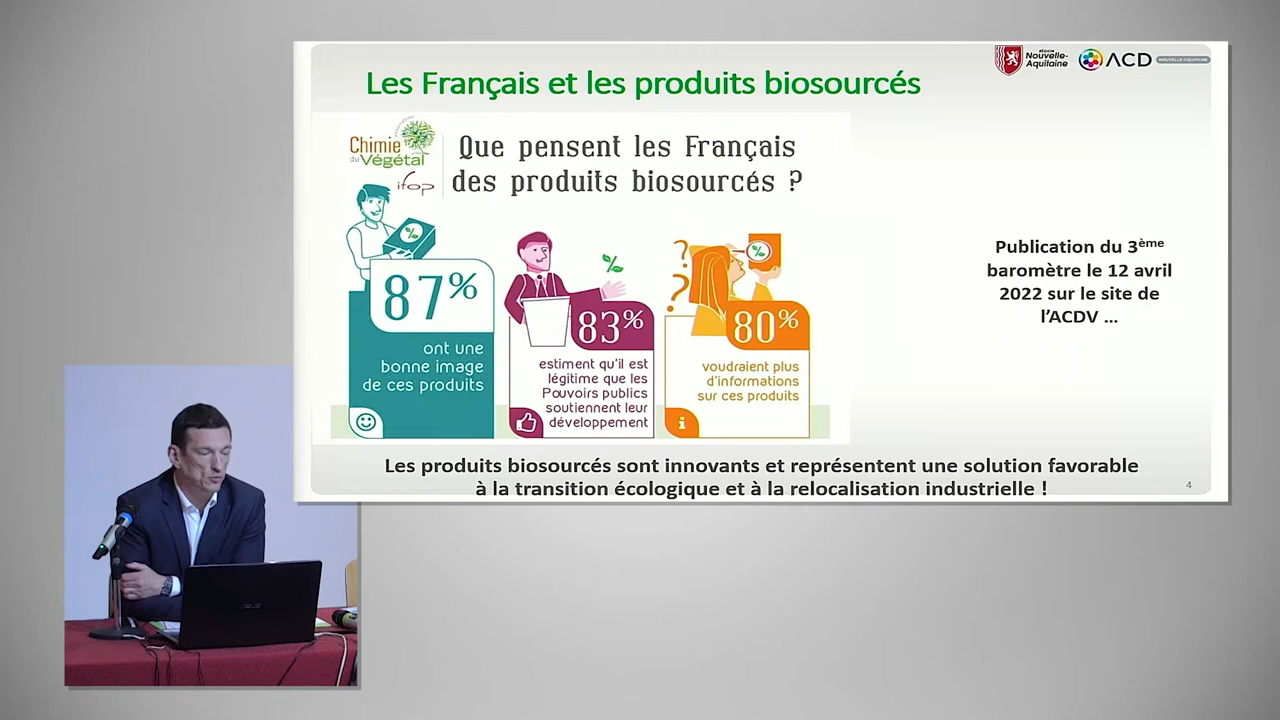 RÉGION
Nouvelle-
Aquitaine
ACD
NOUVELLE-AQUITAINE
Les Français et les produits biosourcés
Chimie
du Végétal
ifop
Que pensent les Français
des produits biosourcés ?
87%
ont une
bonne image
de ces produits
83%
estiment qu'il est
légitime que les
Pouvoirs publics
soutiennent leur
développement
80%
voudraient plus
d'informations
sur ces produits
i
Publication du 3ème
baromètre le 12 avril
2022 sur le site de
l'ACDV ...
Les produits biosourcés sont innovants et représentent une solution favorable
à la transition écologique et à la relocalisation industrielle !
4
ASUS